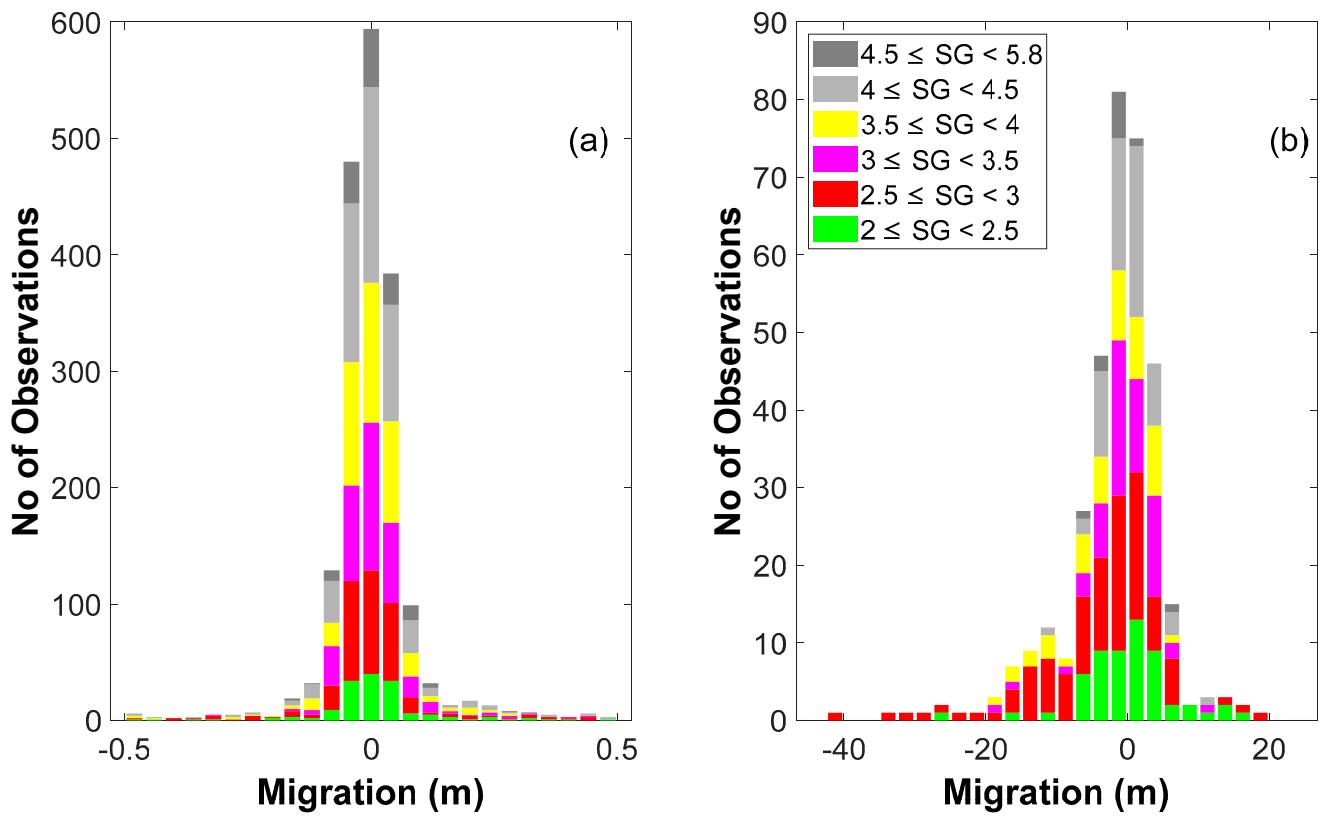 600
500
400
300
200
100
0
-0.5
0
0.5
No of Observations
Migration (m)
(a)
90
80
70
60
50
40
30
20
10
0
-40
-20
0
20
No of Observations
Migration (m)
(b)
4.5 ≤ SG < 5.8
4 ≤ SG < 4.5
3.5 ≤ SG < 4
3 ≤ SG < 3.5
2.5 ≤ SG < 3
2 ≤ SG < 2.5